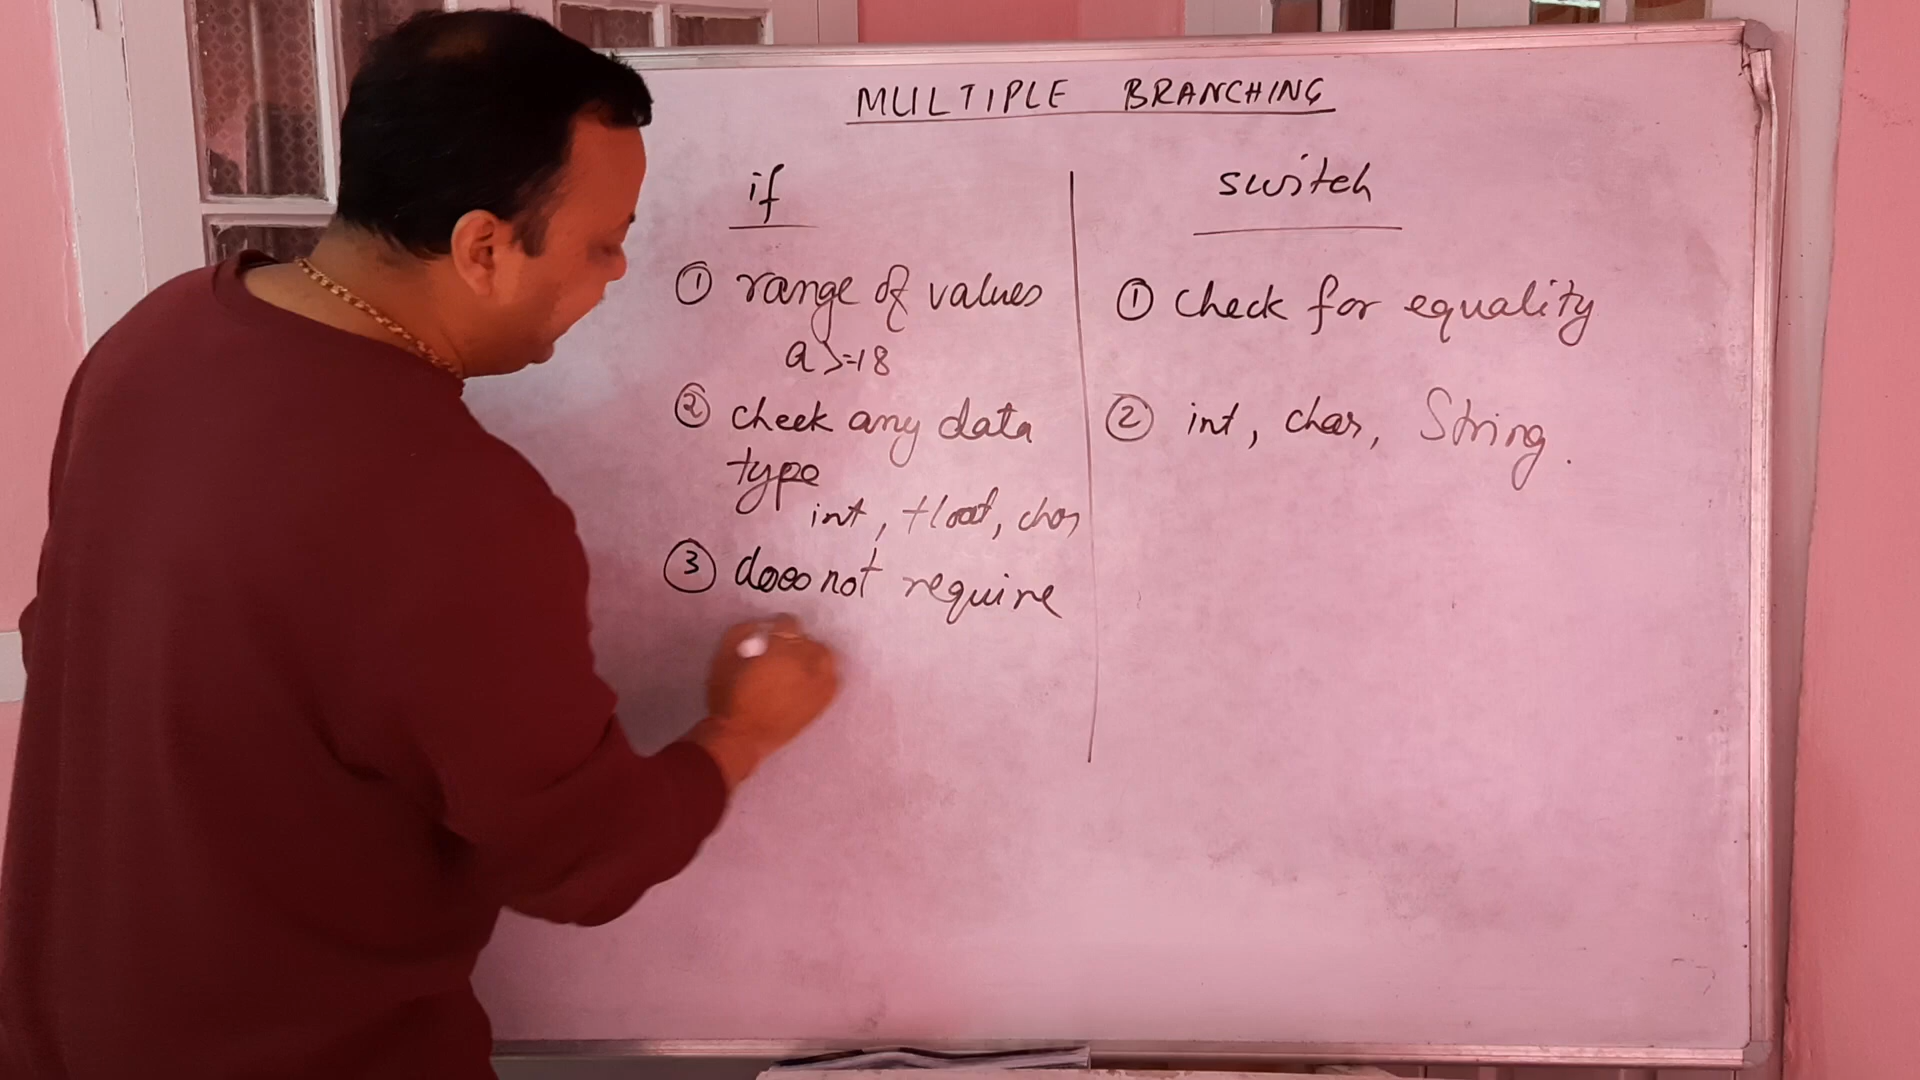 MULTIPLE BRANCHING
if
① range of values
a >=18
② check any data
type
int, float, char
③ does not require
switch
① check for equality
② int, char, String.